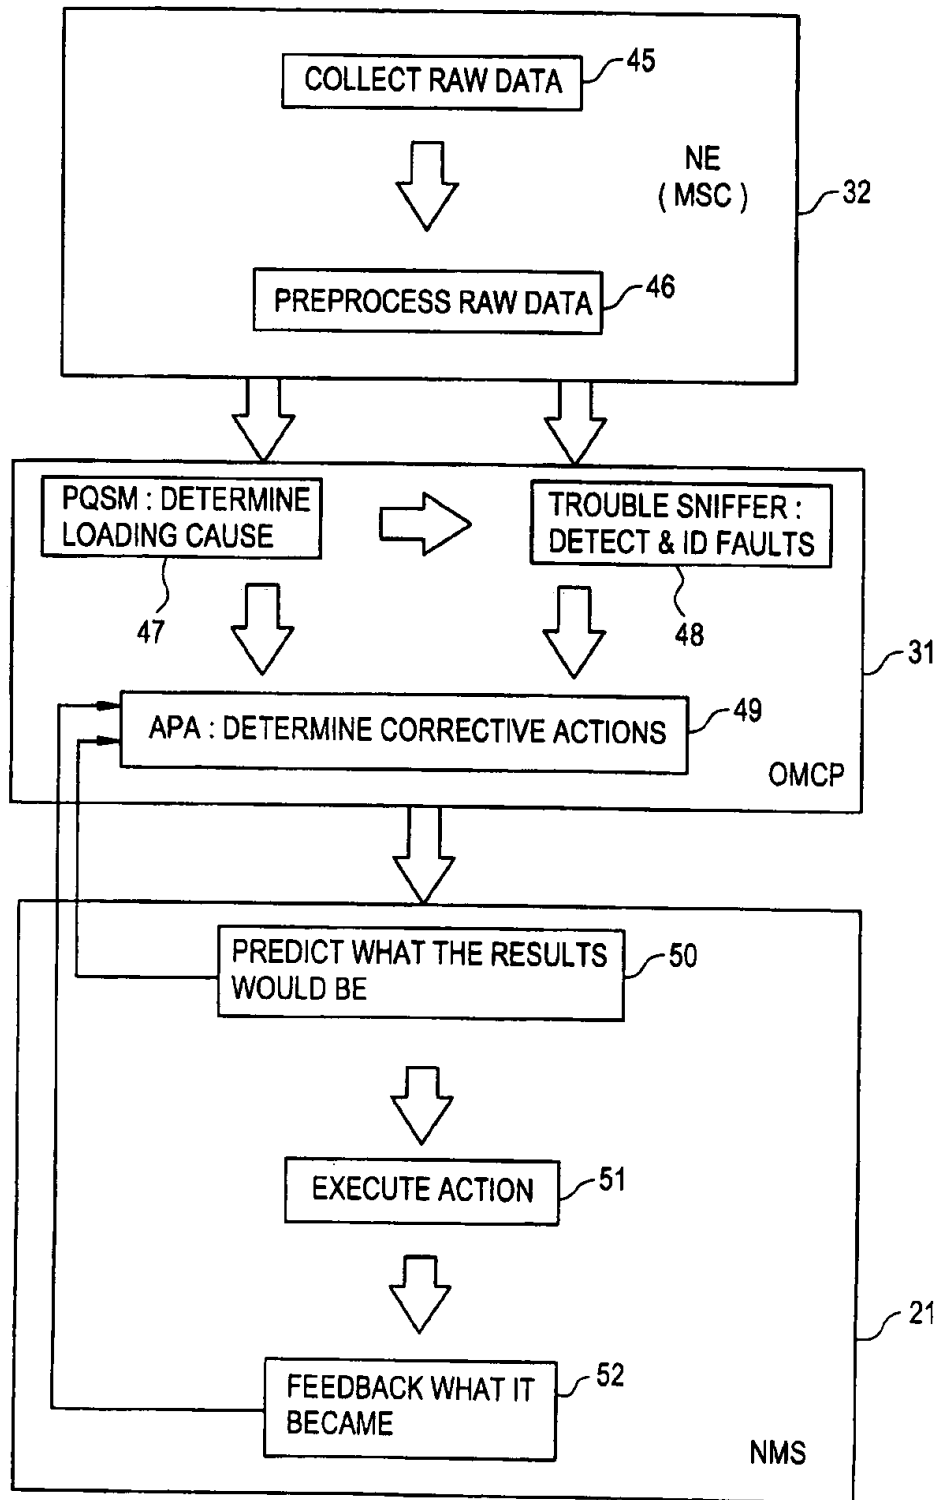 COLLECT RAW DATA
45
NE
( MSC )
32
PREPROCESS RAW DATA
46
PQSM : DETERMINE
LOADING CAUSE
47
TROUBLE SNIFFER :
DETECT & ID FAULTS
48
31
APA : DETERMINE CORRECTIVE ACTIONS
49
OMCP
PREDICT WHAT THE RESULTS
WOULD BE
50
EXECUTE ACTION
51
21
FEEDBACK WHAT IT
BECAME
52
NMS